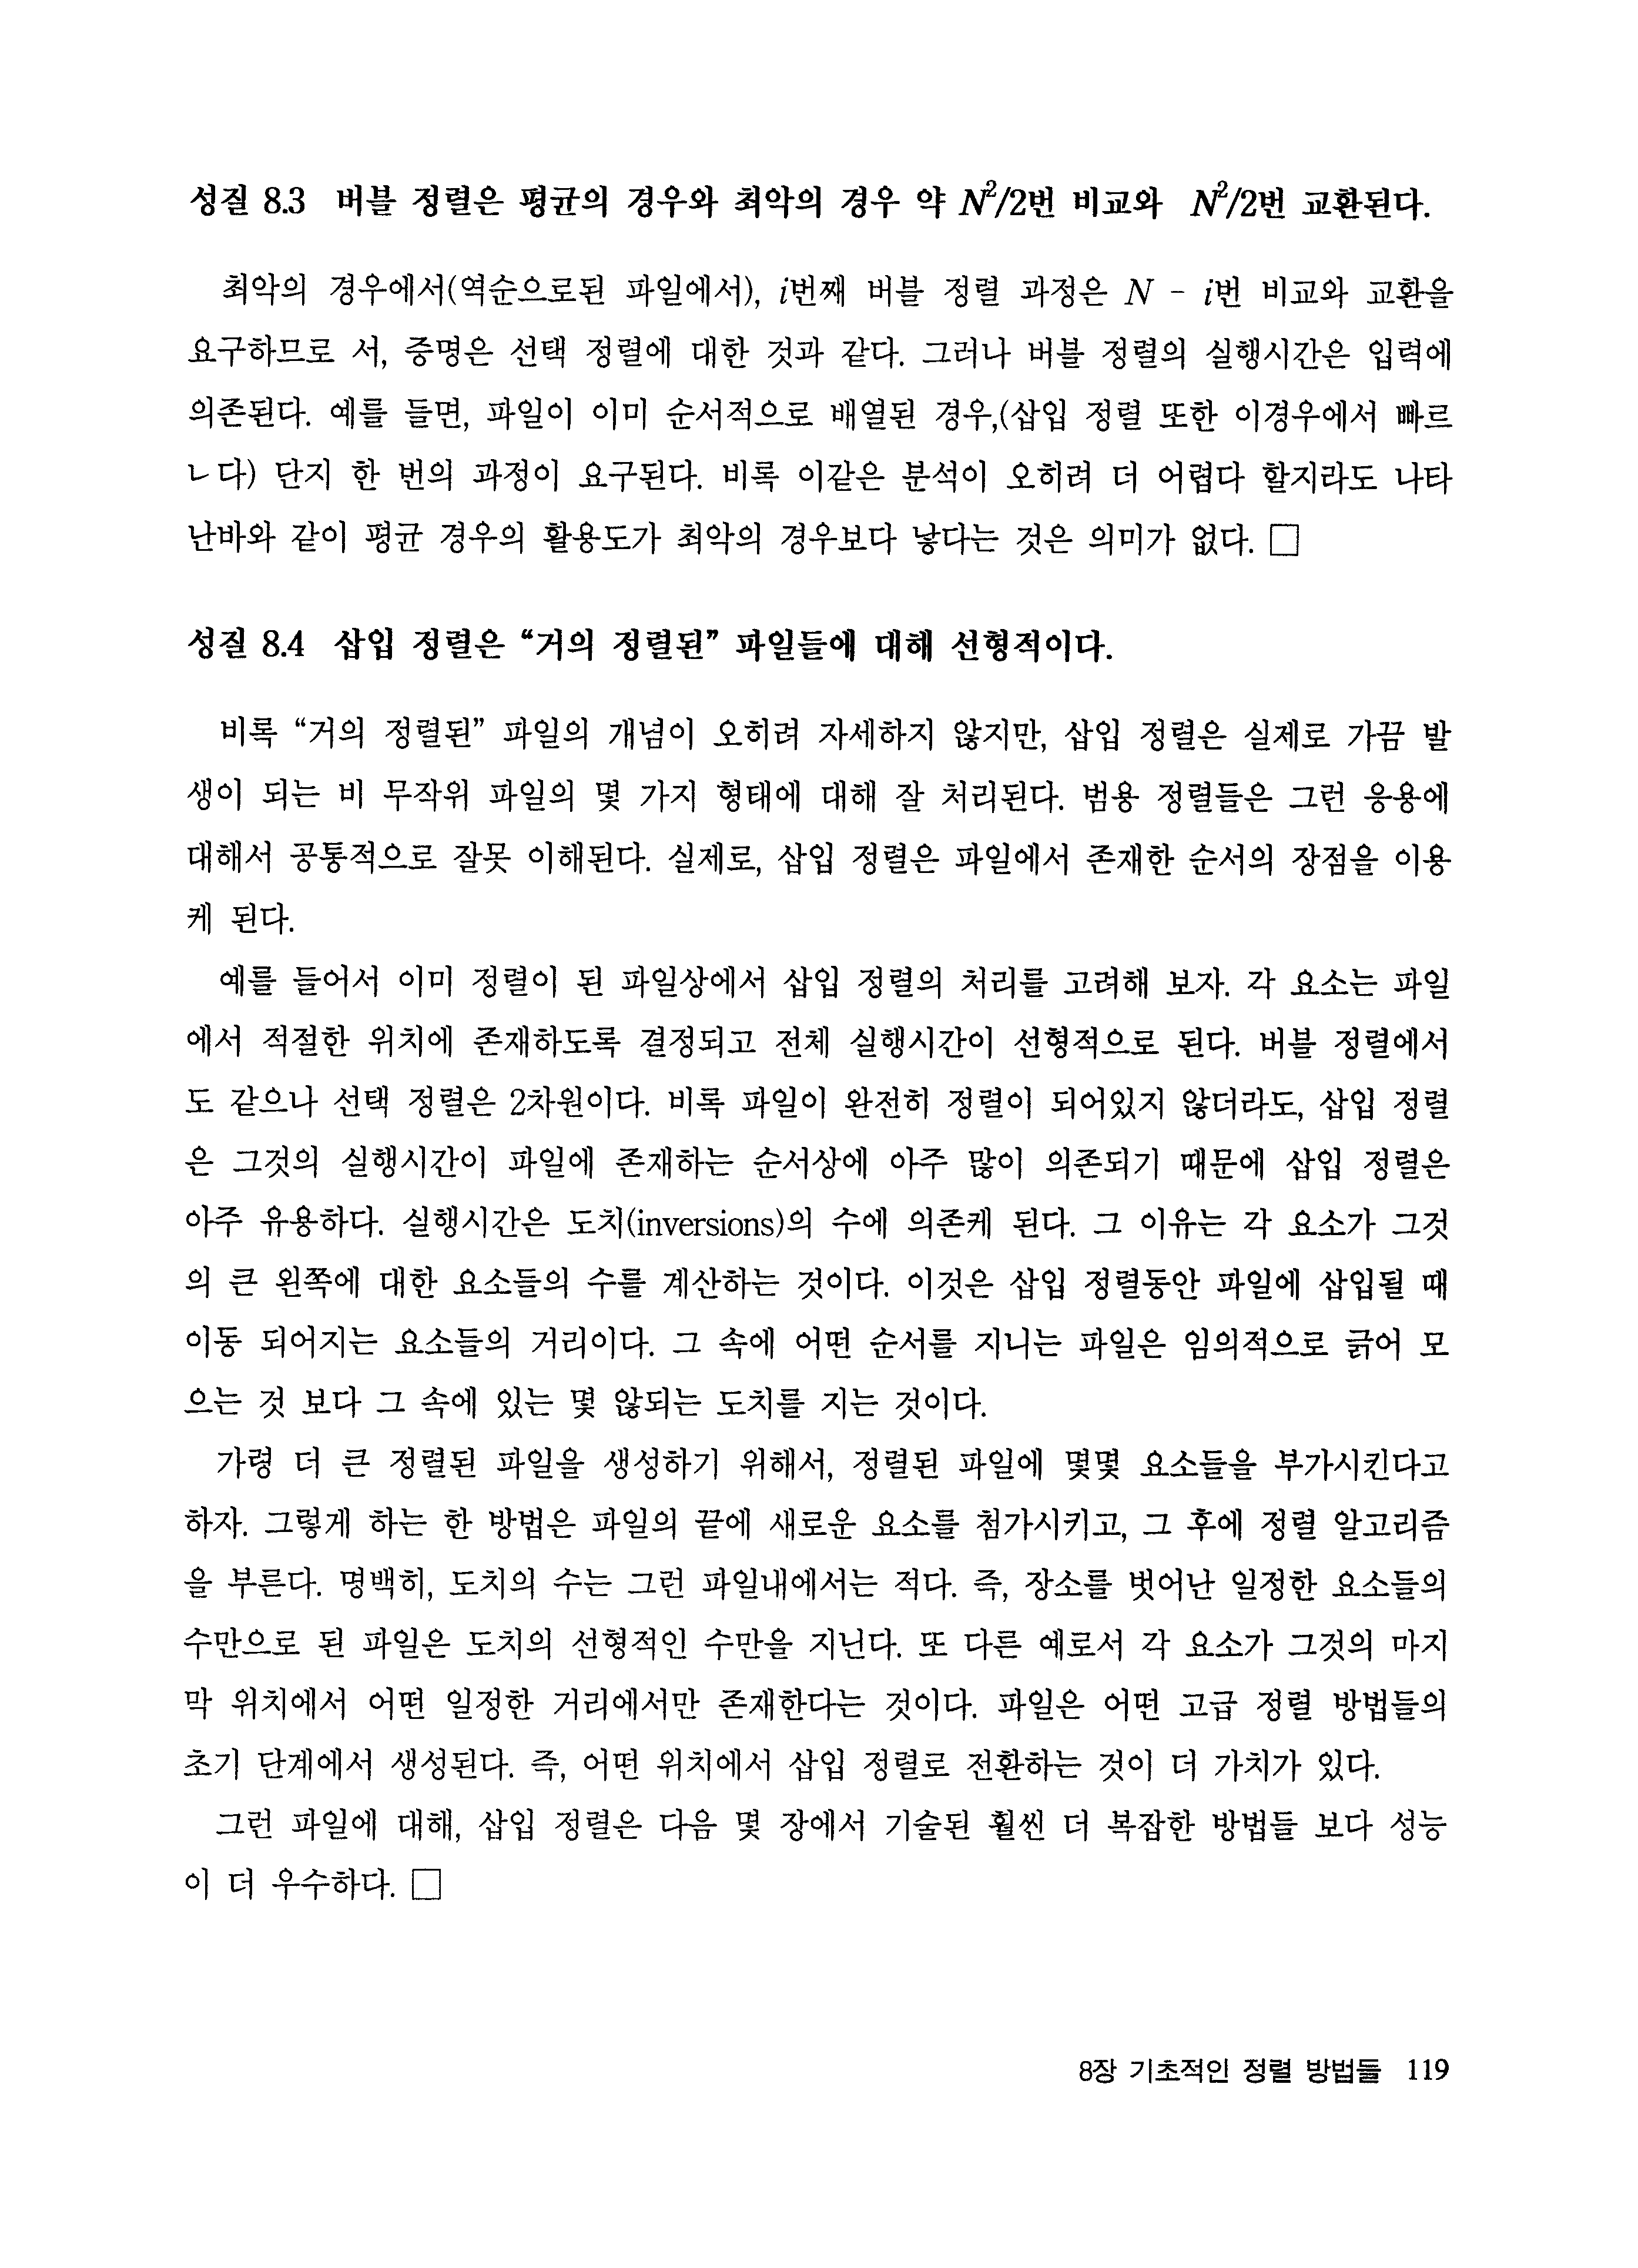 성질 8.3 버블 정렬은 평균의 경우와 최악의 경우 약 N²/2번 비교와 N²/2번 교환된다.
최악의 경우에서(역순으로된 파일에서), i번째 버블 정렬 과정은 N - i번 비교와 교환을
요구하므로 서, 증명은 선택 정렬에 대한 것과 같다. 그러나 버블 정렬의 실행시간은 입력에
의존된다. 예를 들면, 파일이 이미 순서적으로 배열된 경우,(삽입 정렬 또한 이경우에서 빠르
ㄴ다) 단지 한 번의 과정이 요구된다. 비록 이같은 분석이 오히려 더 어렵다 할지라도 나타
난바와 같이 평균 경우의 활용도가 최악의 경우보다 낳다는 것은 의미가 없다. □
성질 8.4 삽입 정렬은 “거의 정렬된” 파일들에 대해 선형적이다.
비록 “거의 정렬된” 파일의 개념이 오히려 자세하지 않지만, 삽입 정렬은 실제로 가끔 발
생이 되는 비 무작위 파일의 몇 가지 형태에 대해 잘 처리된다. 범용 정렬들은 그런 응용에
대해서 공통적으로 잘못 이해된다. 실제로, 삽입 정렬은 파일에서 존재한 순서의 장점을 이용
케 된다.
예를 들어서 이미 정렬이 된 파일상에서 삽입 정렬의 처리를 고려해 보자. 각 요소는 파일
에서 적절한 위치에 존재하도록 결정되고 전체 실행시간이 선형적으로 된다. 버블 정렬에서
도 같으나 선택 정렬은 2차원이다. 비록 파일이 완전히 정렬이 되어있지 않더라도, 삽입 정렬
은 그것의 실행시간이 파일에 존재하는 순서상에 아주 많이 의존되기 때문에 삽입 정렬은
아주 유용하다. 실행시간은 도치(inversions)의 수에 의존케 된다. 그 이유는 각 요소가 그것
의 큰 왼쪽에 대한 요소들의 수를 계산하는 것이다. 이것은 삽입 정렬동안 파일에 삽입될 때
이동 되어지는 요소들의 거리이다. 그 속에 어떤 순서를 지니는 파일은 임의적으로 긁어 모
으는 것 보다 그 속에 있는 몇 않되는 도치를 지는 것이다.
가령 더 큰 정렬된 파일을 생성하기 위해서, 정렬된 파일에 몇몇 요소들을 부가시킨다고
하자. 그렇게 하는 한 방법은 파일의 끝에 새로운 요소를 첨가시키고, 그 후에 정렬 알고리즘
을 부른다. 명백히, 도치의 수는 그런 파일내에서는 적다. 즉, 장소를 벗어난 일정한 요소들의
수만으로 된 파일은 도치의 선형적인 수만을 지닌다. 또 다른 예로서 각 요소가 그것의 마지
막 위치에서 어떤 일정한 거리에서만 존재한다는 것이다. 파일은 어떤 고급 정렬 방법들의
초기 단계에서 생성된다. 즉, 어떤 위치에서 삽입 정렬로 전환하는 것이 더 가치가 있다.
그런 파일에 대해, 삽입 정렬은 다음 몇 장에서 기술된 훨씬 더 복잡한 방법들 보다 성능
이 더 우수하다. □
8장 기초적인 정렬 방법들 119